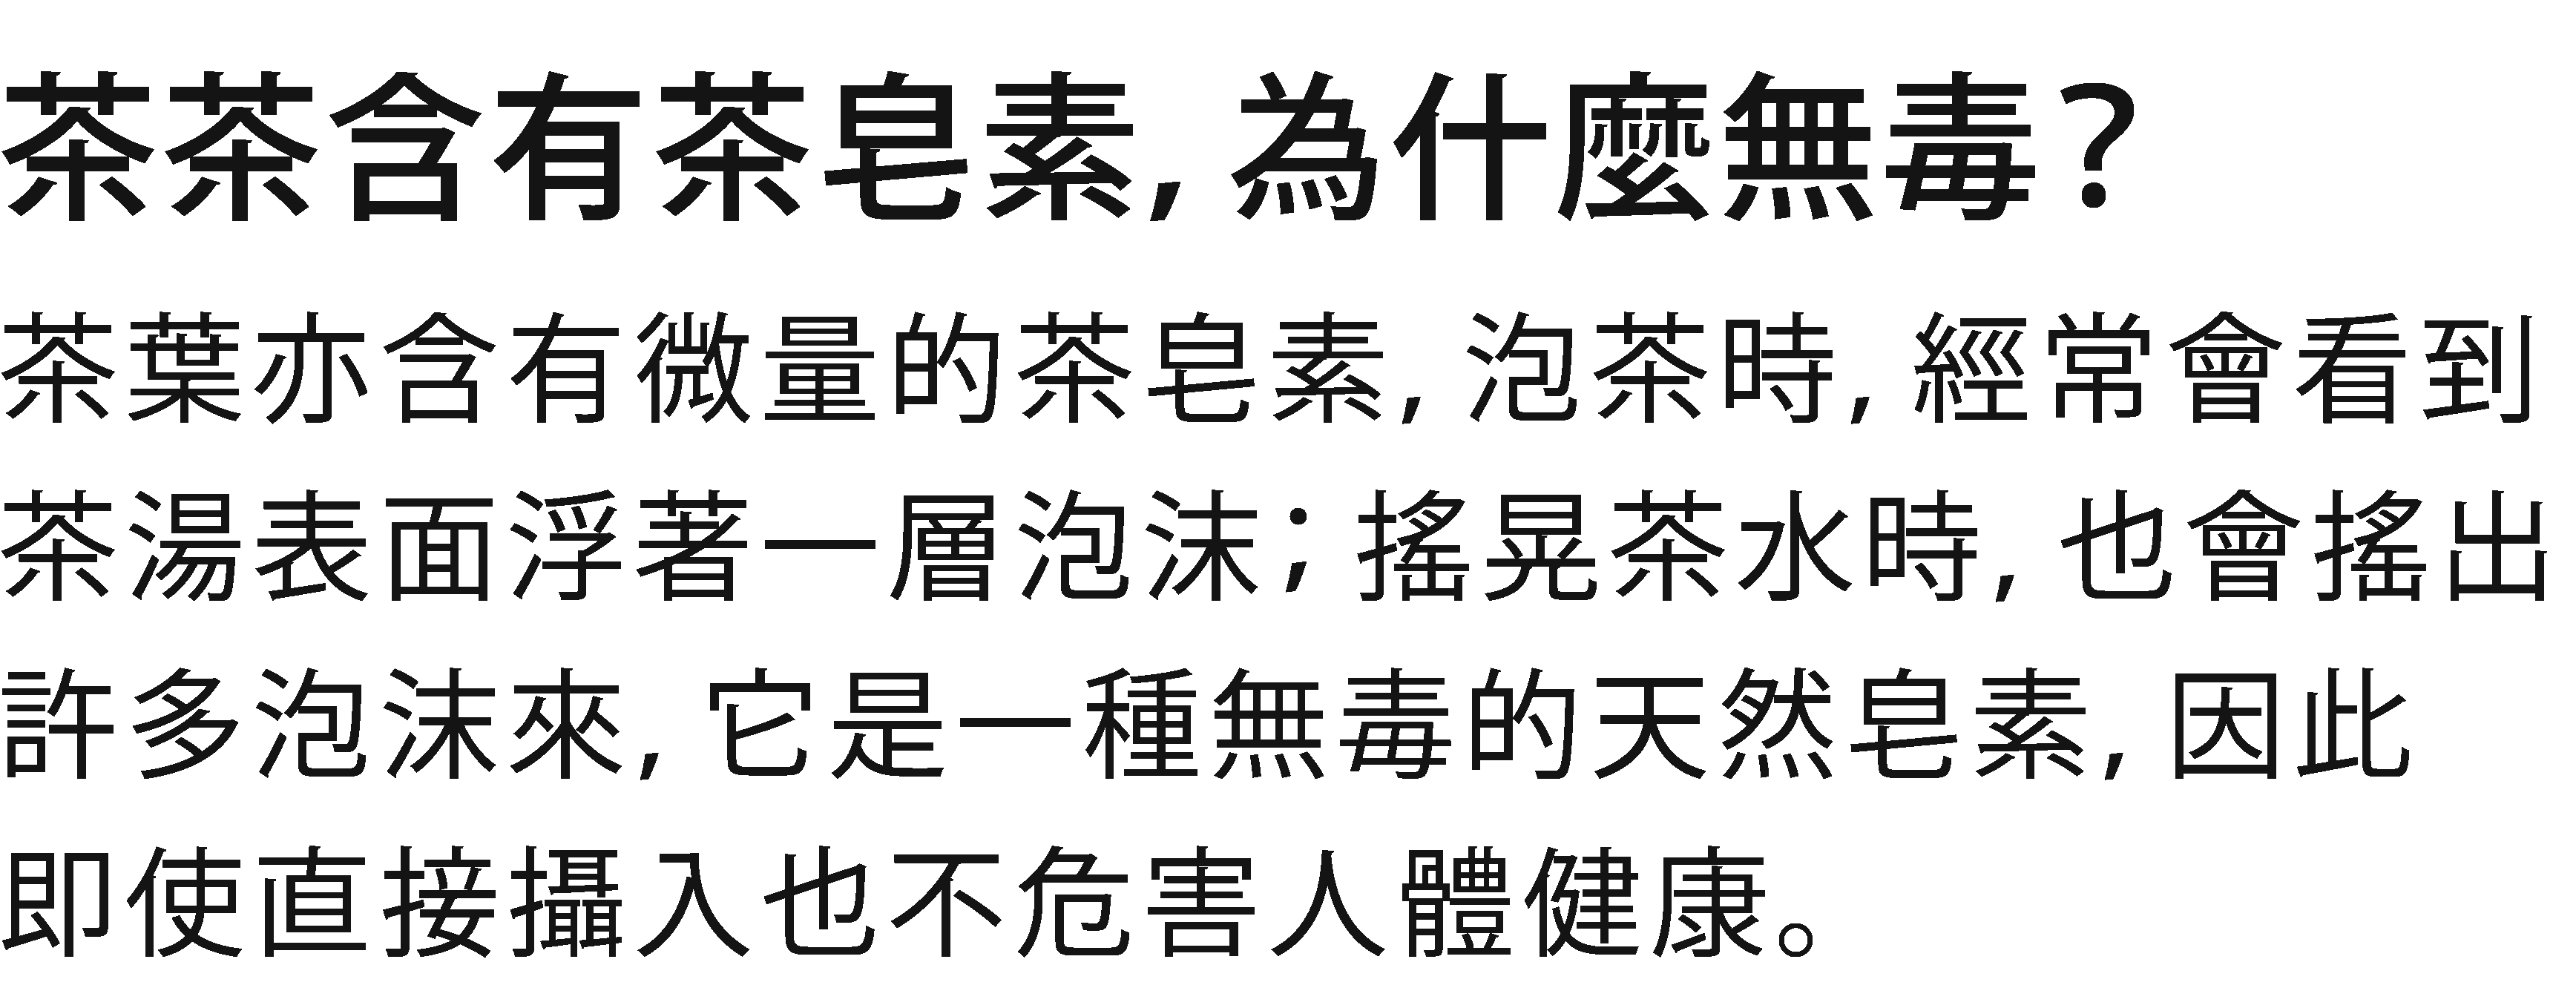 茶茶含有茶皂素，為什麼無毒？
茶葉亦含有微量的茶皂素，泡茶時，經常會看到
茶湯表面浮著一層泡沫；搖晃茶水時，也會搖出
許多泡沫來，它是一種無毒的天然皂素，因此
即使直接攝入也不危害人體健康。